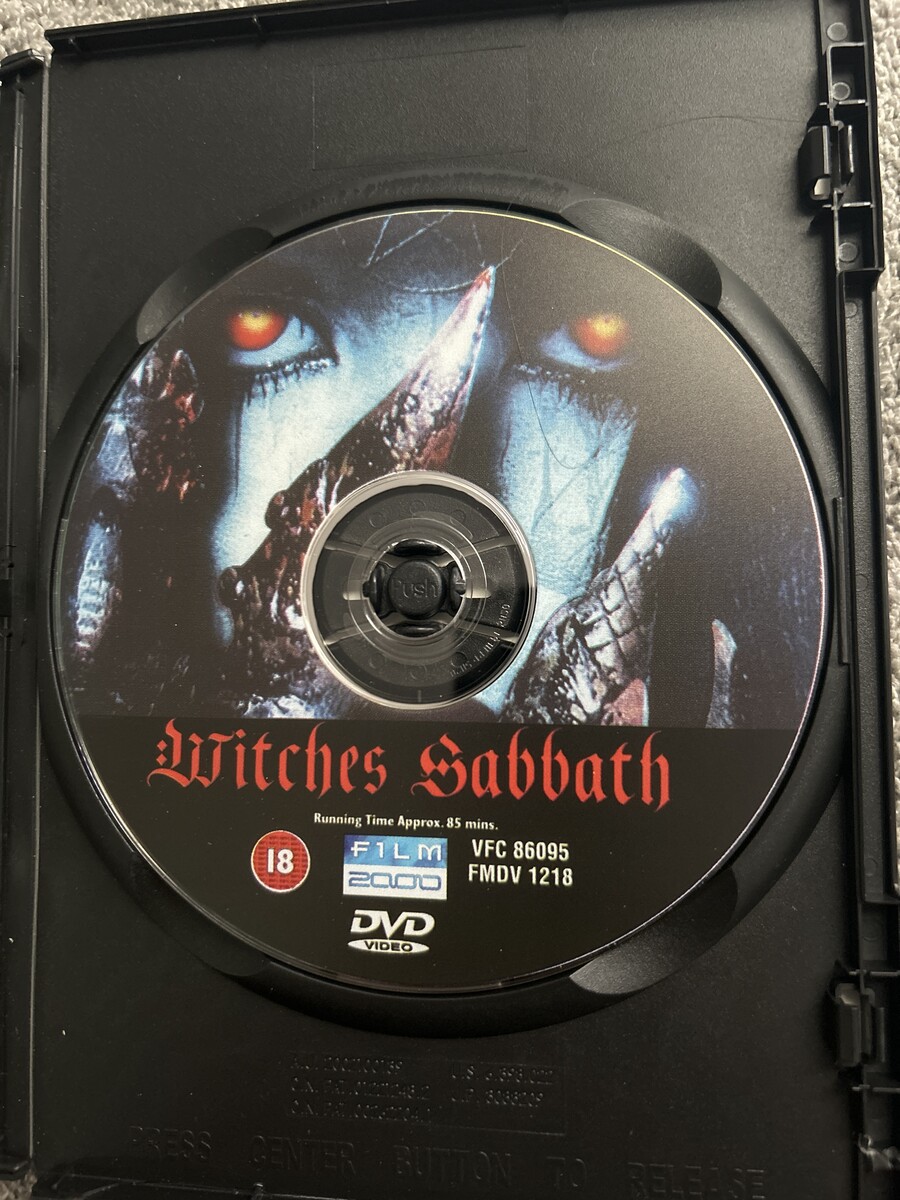 Push
Witches Sabbath
Running Time Approx. 85 mins.
18
FILM
2000
VFC 86095
FMDV 1218
DVD
VIDEO
PRESS CENTER BUTTON TO RELEASE